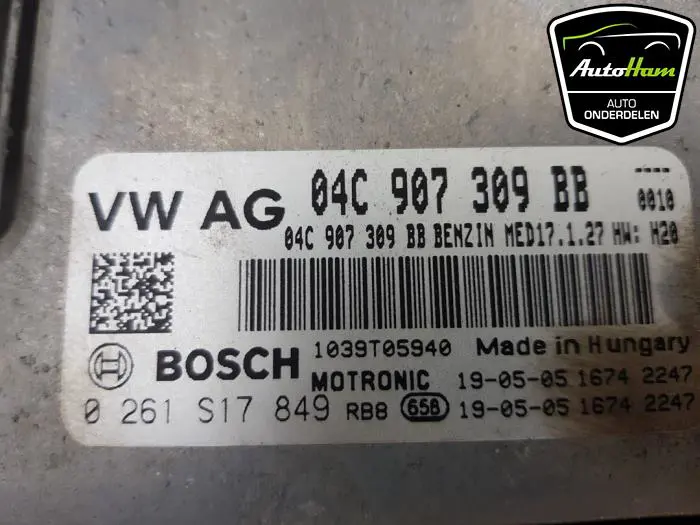 AutoHam
AUTO
ONDERDELEN
VW AG 04C 907 309 BB ----
0010
04C 907 309 BB BENZIN MED17.1.27 HW: H20
BOSCH 1039T05940 Made in Hungary
MOTRONIC 19-05-05 1674 2247
0 261 S17 849 RB8 658 19-05-05 1674 2247